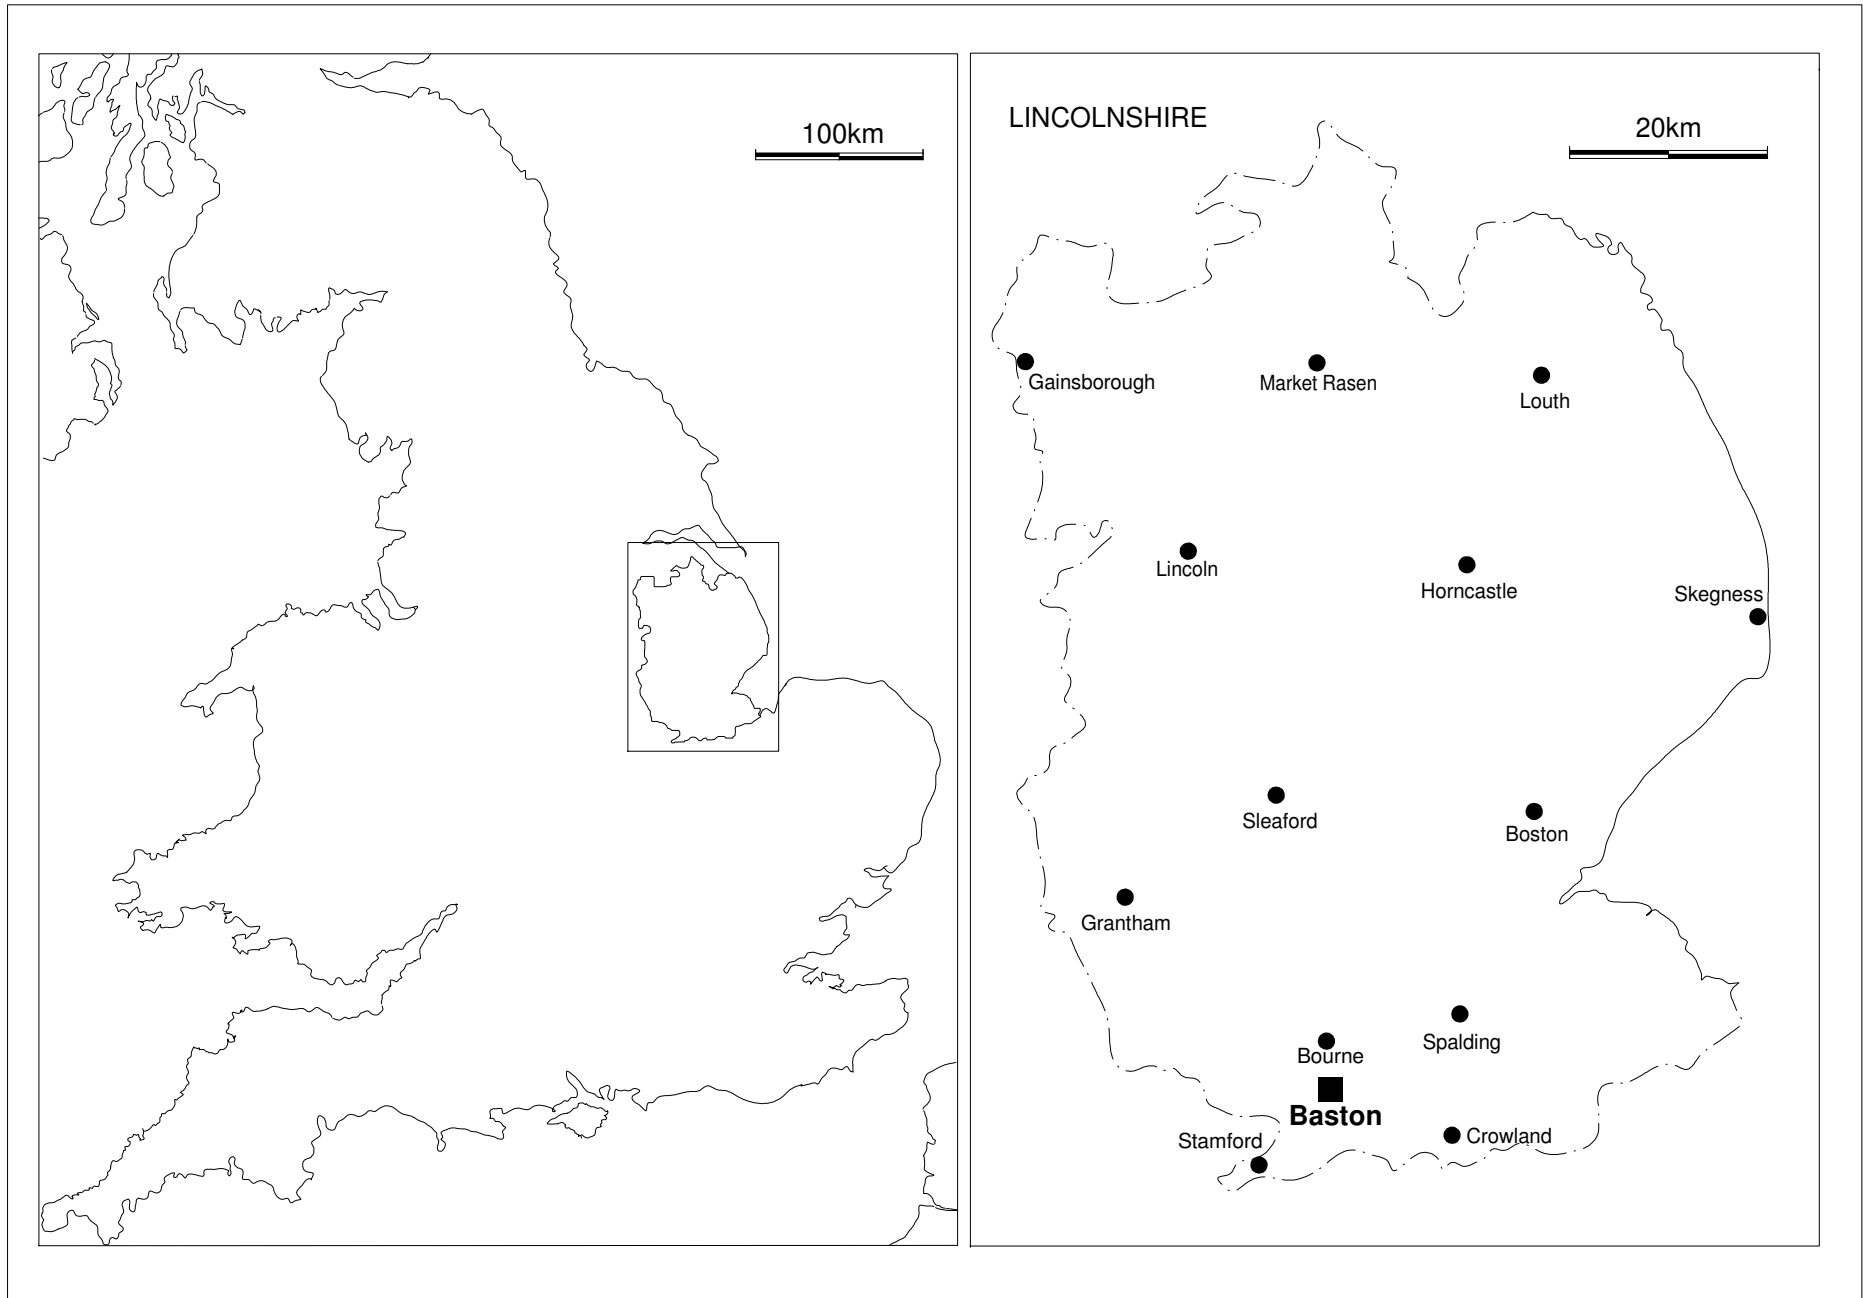 100km
LINCOLNSHIRE
20km
Gainsborough
Market Rasen
Louth
Lincoln
Horncastle
Skegness
Sleaford
Boston
Grantham
Spalding
Bourne
Baston
Stamford
Crowland